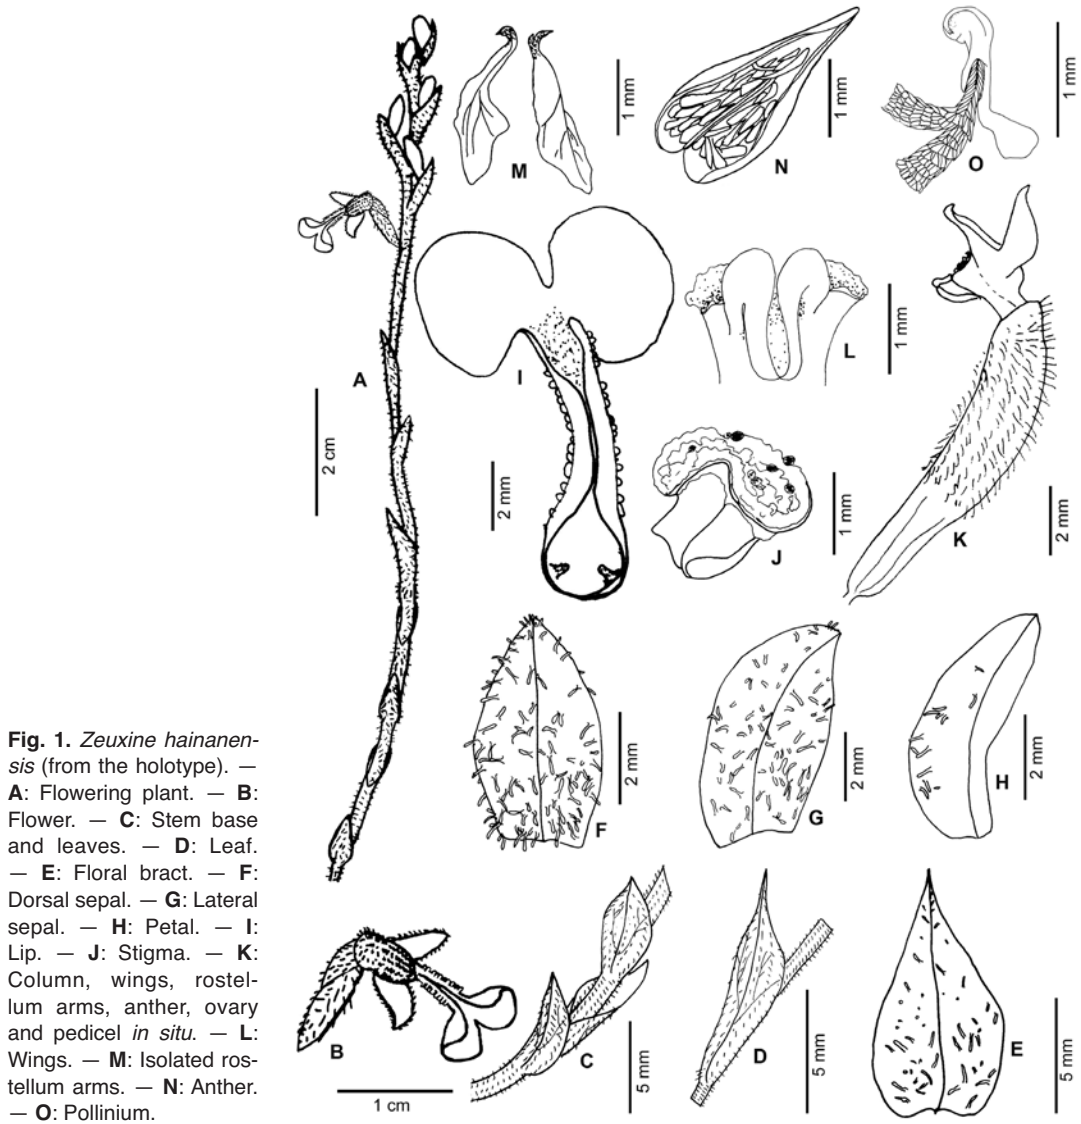 M
1 mm
N
1 mm
O
1 mm
A
2 cm
I
2 mm
L
1 mm
J
1 mm
K
2 mm
F
2 mm
G
2 mm
H
2 mm
B
1 cm
C
5 mm
D
5 mm
E
5 mm
Fig. 1. Zeuxine hainanen-
sis (from the holotype). —
A: Flowering plant. — B:
Flower. — C: Stem base
and leaves. — D: Leaf.
— E: Floral bract. — F:
Dorsal sepal. — G: Lateral
sepal. — H: Petal. — I:
Lip. — J: Stigma. — K:
Column, wings, rostel-
lum arms, anther, ovary
and pedicel in situ. — L:
Wings. — M: Isolated ros-
tellum arms. — N: Anther.
— O: Pollinium.